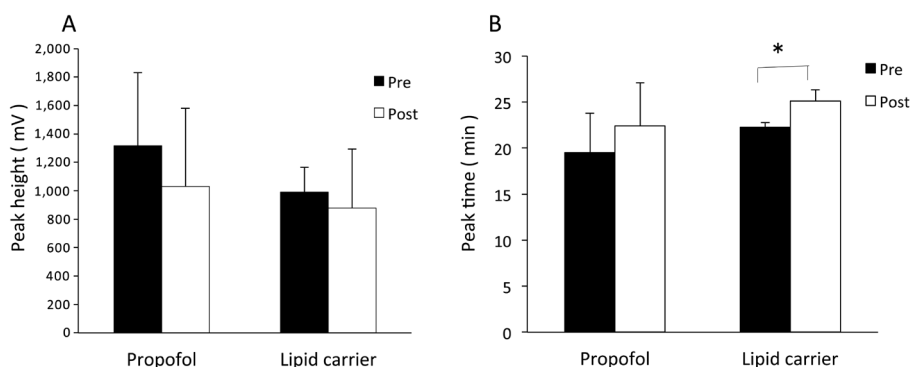 A
Peak height ( mV )
2,000
1,800
1,600
1,400
1,200
1,000
800
600
400
200
0
Pre
Post
Propofol
Lipid carrier
B
Peak time ( min )
30
25
20
15
10
5
0
*
Pre
Post
Propofol
Lipid carrier